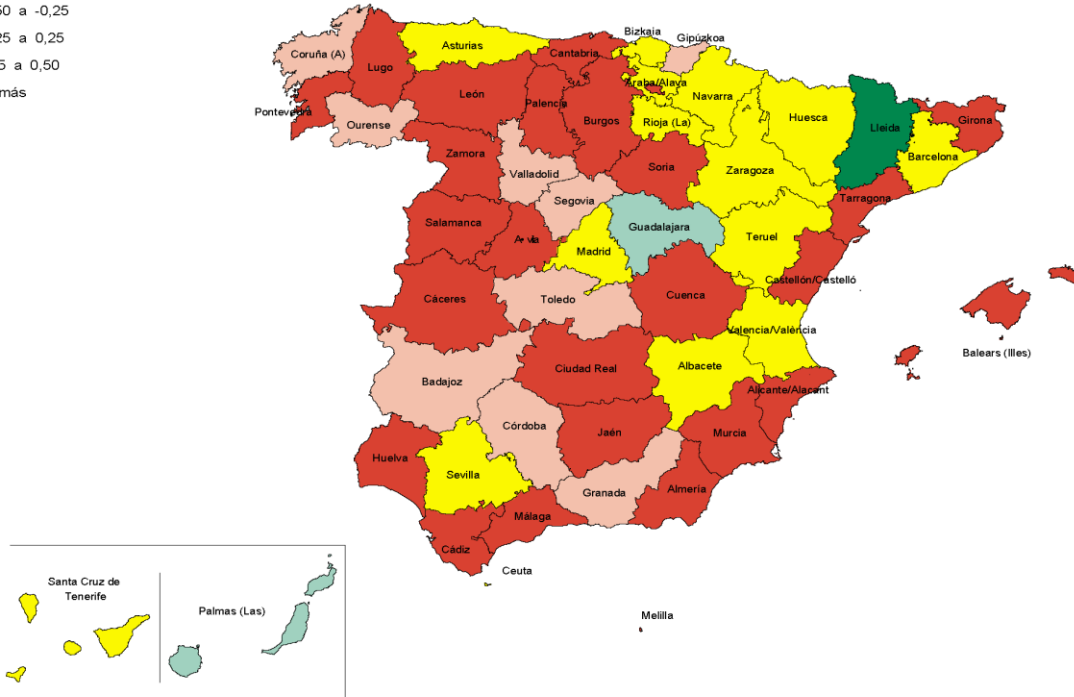 50 a -0,25
25 a 0,25
5 a 0,50
más
Bizkaia
Gipúzkoa
Coruña (A)
Asturias
Cantabria
Lugo
Araba/Alava
León
Navarra
Palencia
Pontevedra
Burgos
Huesca
Lleida
Girona
Ourense
Rioja (La)
Zamora
Barcelona
Valladolid
Soria
Zaragoza
Segovia
Tarragona
Salamanca
Guadalajara
Teruel
Madrid
Castellón/Castelló
Cáceres
Toledo
Cuenca
Valencia/València
Balears (Illes)
Badajoz
Ciudad Real
Albacete
Alicante/Alacant
Córdoba
Jaén
Murcia
Huelva
Sevilla
Granada
Almería
Málaga
Cádiz
Ceuta
Santa Cruz de
Tenerife
Palmas (Las)
Melilla